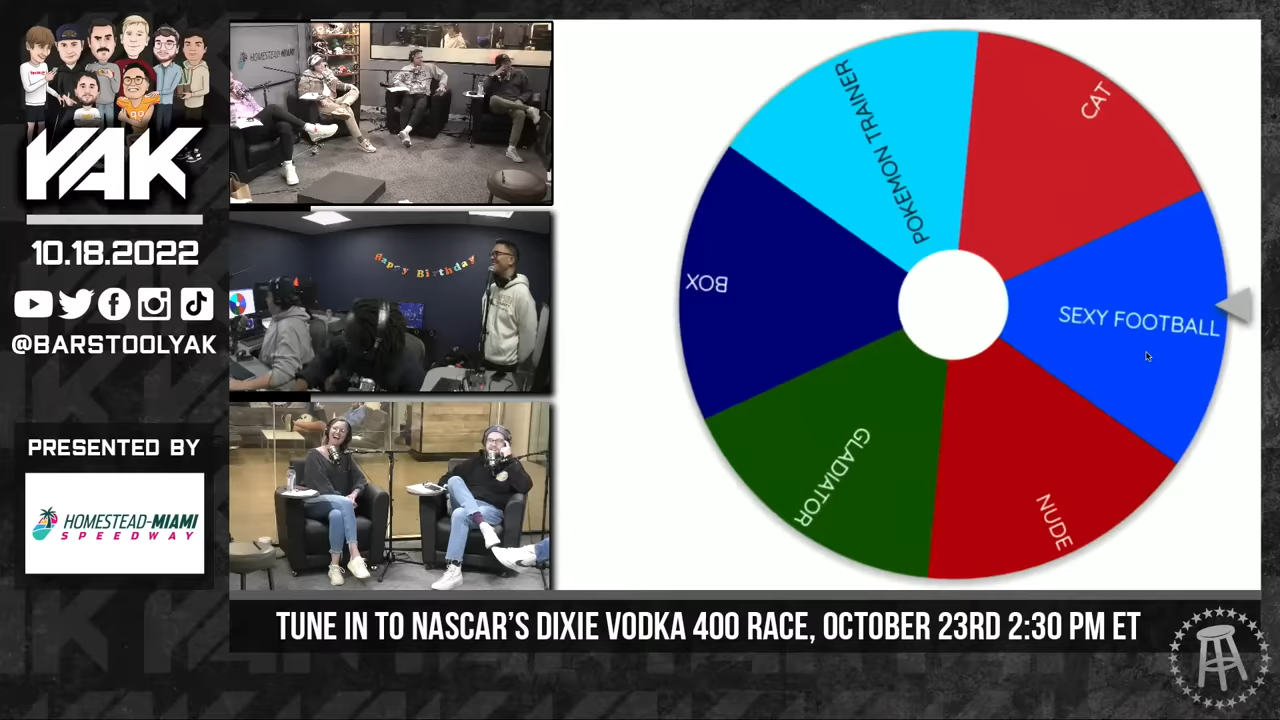 YAK
10.18.2022
@BARSTOOLYAK
PRESENTED BY
HOMESTEAD-MIAMI
SPEEDWAY
HOMESTEAD-MIAMI
Happy Birthday
POKEMON TRAINER
CAT
SEXY FOOTBALL
NUDE
GLADIATOR
BOX
TUNE IN TO NASCAR'S DIXIE VODKA 400 RACE, OCTOBER 23RD 2:30 PM ET